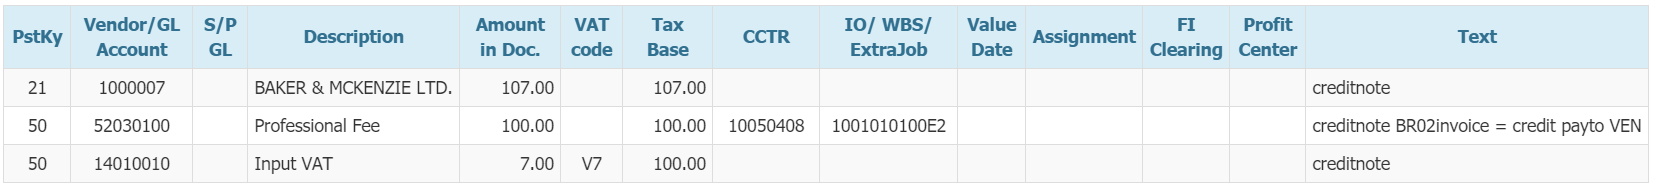 PstKy Vendor/GL Account S/P GL Description Amount in Doc. VAT code Tax Base CCTR IO/ WBS/ ExtraJob Value Date Assignment FI Clearing Profit Center Text
21 1000007 BAKER & MCKENZIE LTD. 107.00 107.00 creditnote
50 52030100 Professional Fee 100.00 100.00 10050408 1001010100E2 creditnote BR02invoice = credit payto VEN
50 14010010 Input VAT 7.00 V7 100.00 creditnote